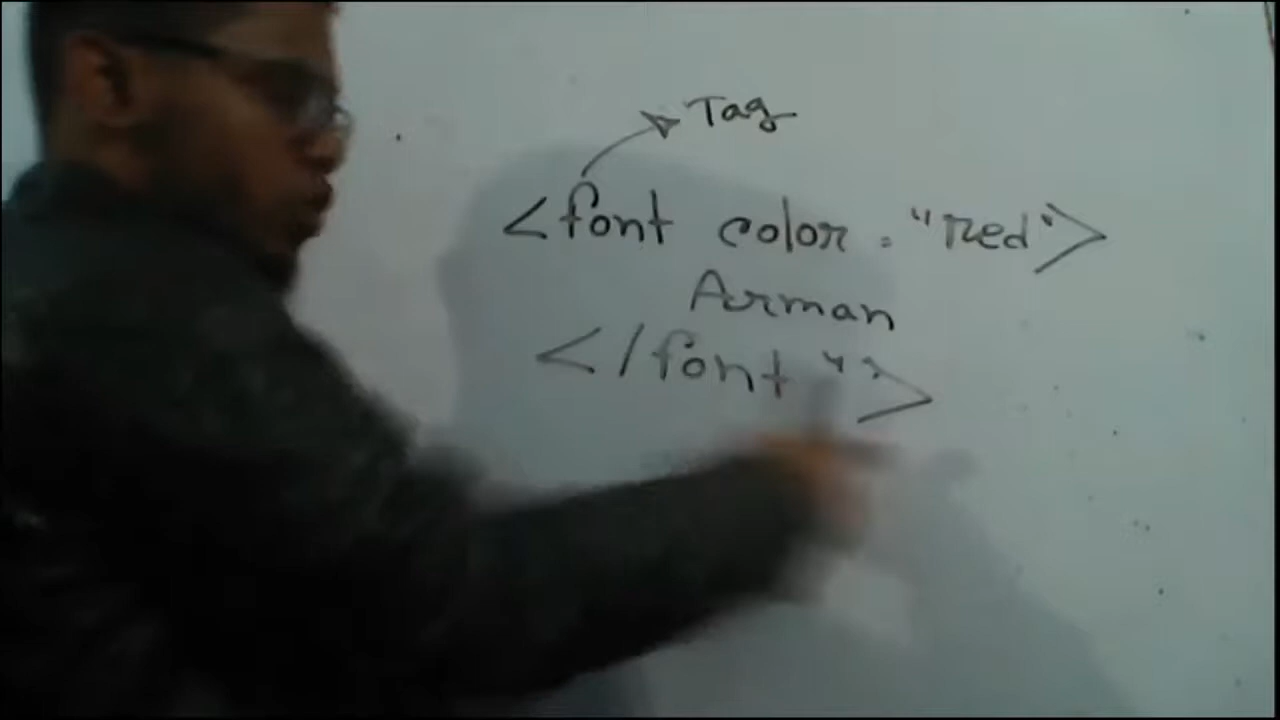 Tag
<font color = "red">
Arman
</font ">